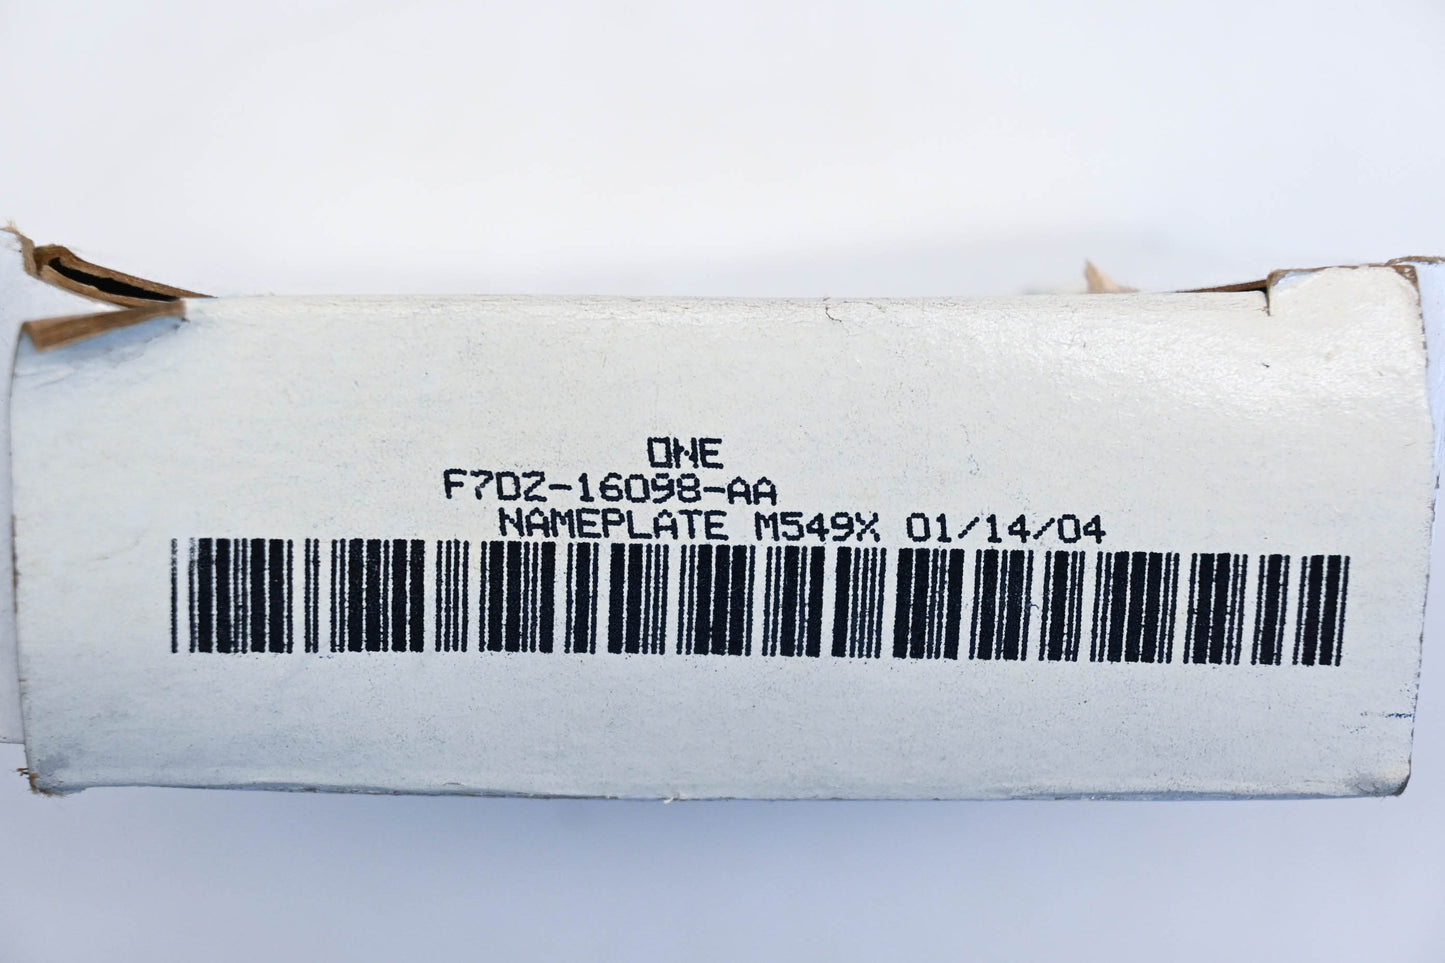 ONE
F7DZ-16098-AA
NAMEPLATE M549X 01/14/04